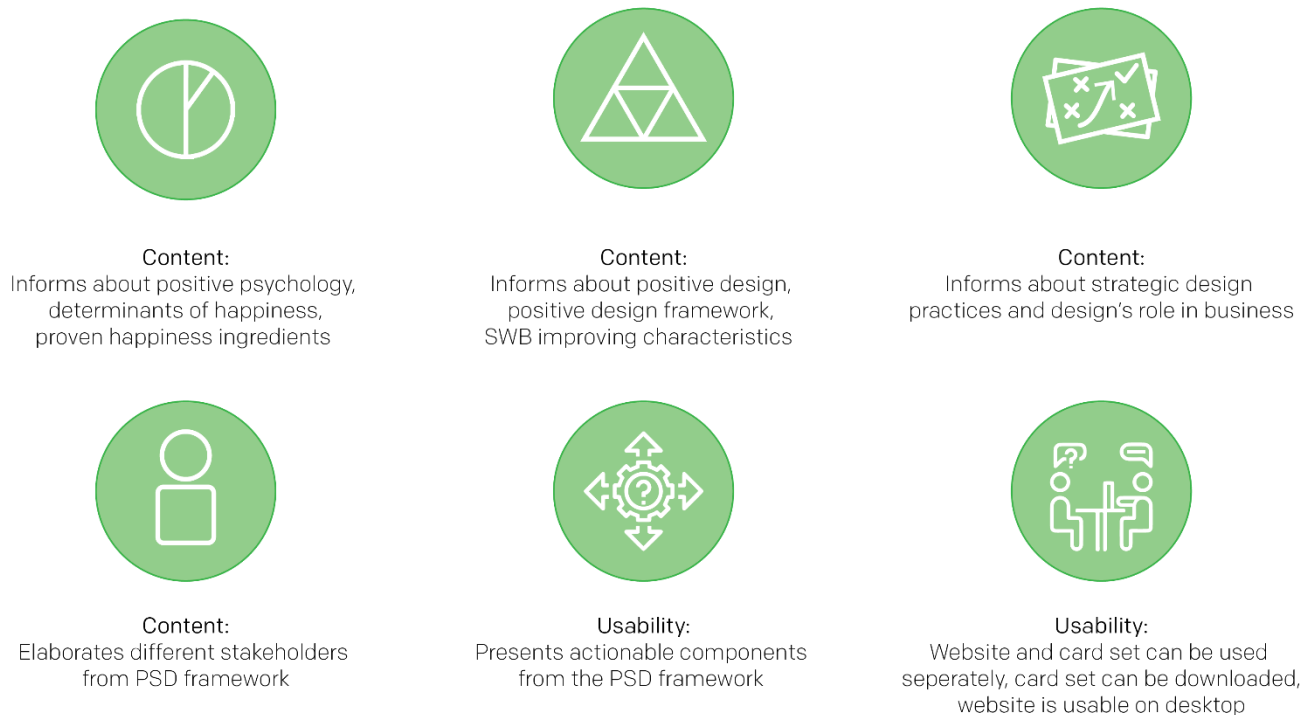 Content:
Informs about positive psychology,
determinants of happiness,
proven happiness ingredients
Content:
Informs about positive design,
positive design framework,
SWB improving characteristics
Content:
Informs about strategic design
practices and design's role in business
Content:
Elaborates different stakeholders
from PSD framework
?
Usability:
Presents actionable components
from the PSD framework
?
Usability:
Website and card set can be used
seperately, card set can be downloaded,
website is usable on desktop